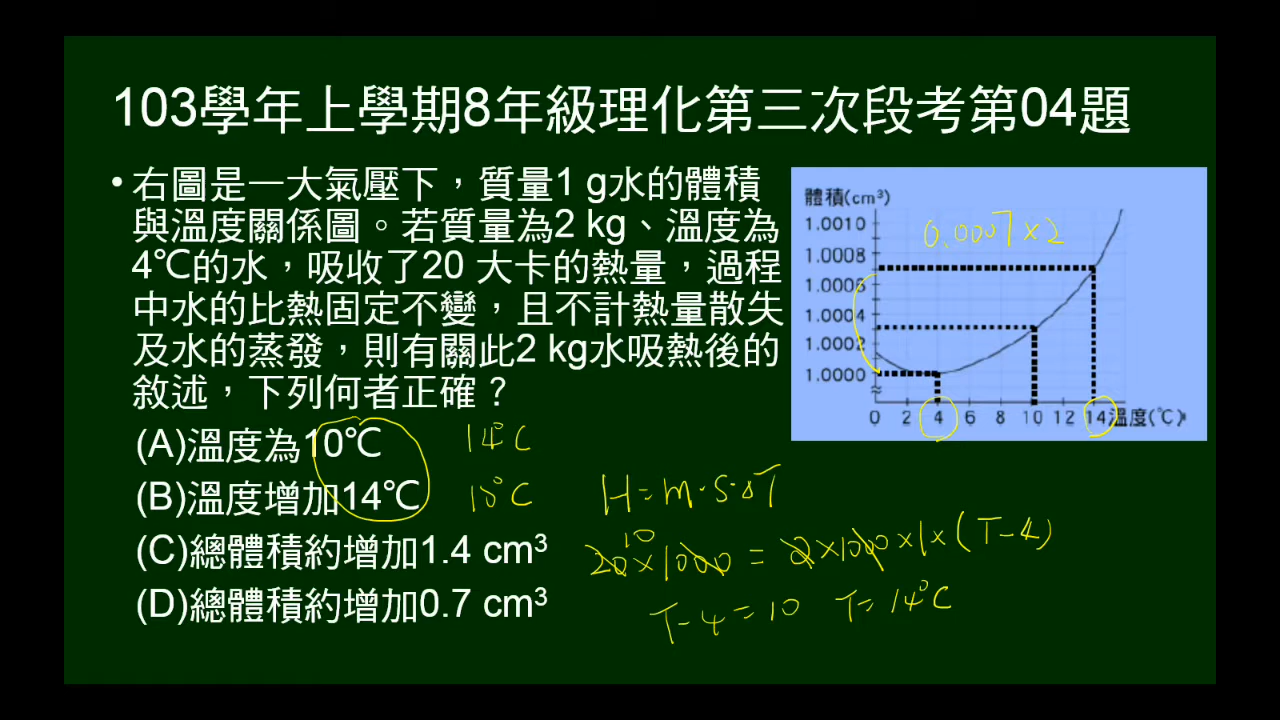 103學年上學期8年級理化第三次段考第04題
•右圖是一大氣壓下，質量1 g水的體積
與溫度關係圖。若質量為2 kg、溫度為
4℃的水，吸收了20 大卡的熱量，過程
中水的比熱固定不變，且不計熱量散失
及水的蒸發，則有關此2 kg水吸熱後的
敘述，下列何者正確？
(A)溫度為10℃
(B)溫度增加14℃
(C)總體積約增加1.4 cm³
(D)總體積約增加0.7 cm³
體積(cm³)
1.0010
1.0008
1.0006
1.0004
1.0002
1.0000
0 2 4 6 8 10 12 14 溫度(℃)
0.0007×2
14℃
10℃
H=m·S·ΔT
10
20×1000=2×1000×1×(T-4)
T-4=10 T=14℃